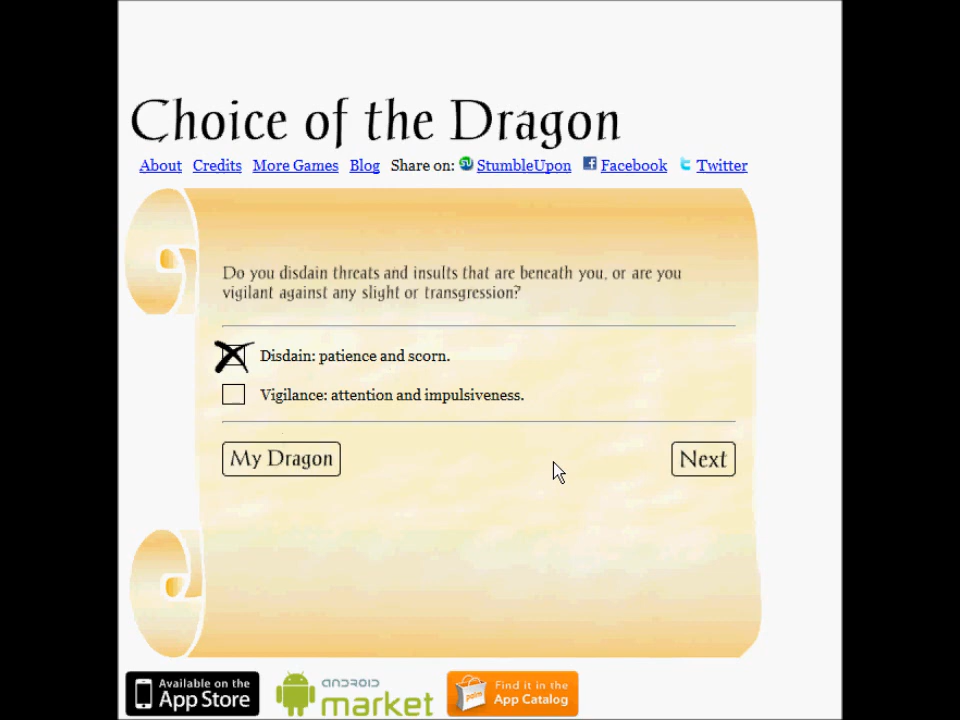 Choice of the Dragon
About Credits More Games Blog Share on: StumbleUpon Facebook Twitter
Do you disdain threats and insults that are beneath you, or are you
vigilant against any slight or transgression?
Disdain: patience and scorn.
Vigilance: attention and impulsiveness.
My Dragon Next
Available on the
App Store
android
market
palm
Find it in the
App Catalog